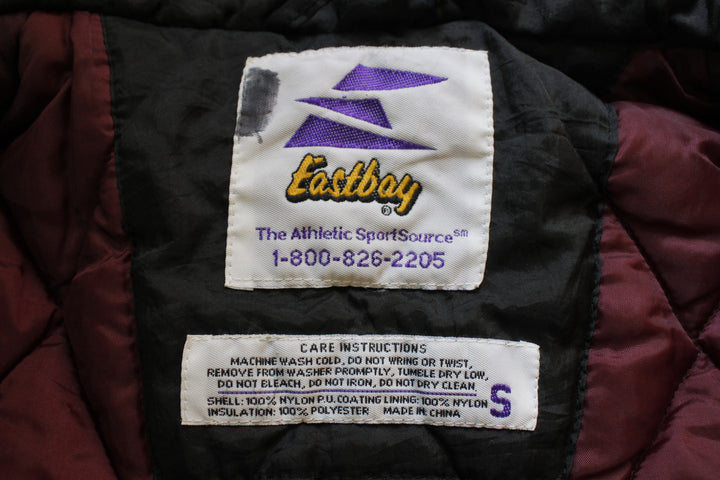 Eastbay®
The Athletic SportSource℠
1-800-826-2205
CARE INSTRUCTIONS
MACHINE WASH COLD, DO NOT WRING OR TWIST,
REMOVE FROM WASHER PROMPTLY, TUMBLE DRY LOW,
DO NOT BLEACH, DO NOT IRON, DO NOT DRY CLEAN.
SHELL: 100% NYLON P.U. COATING LINING: 100% NYLON
INSULATION: 100% POLYESTER MADE IN CHINA
S